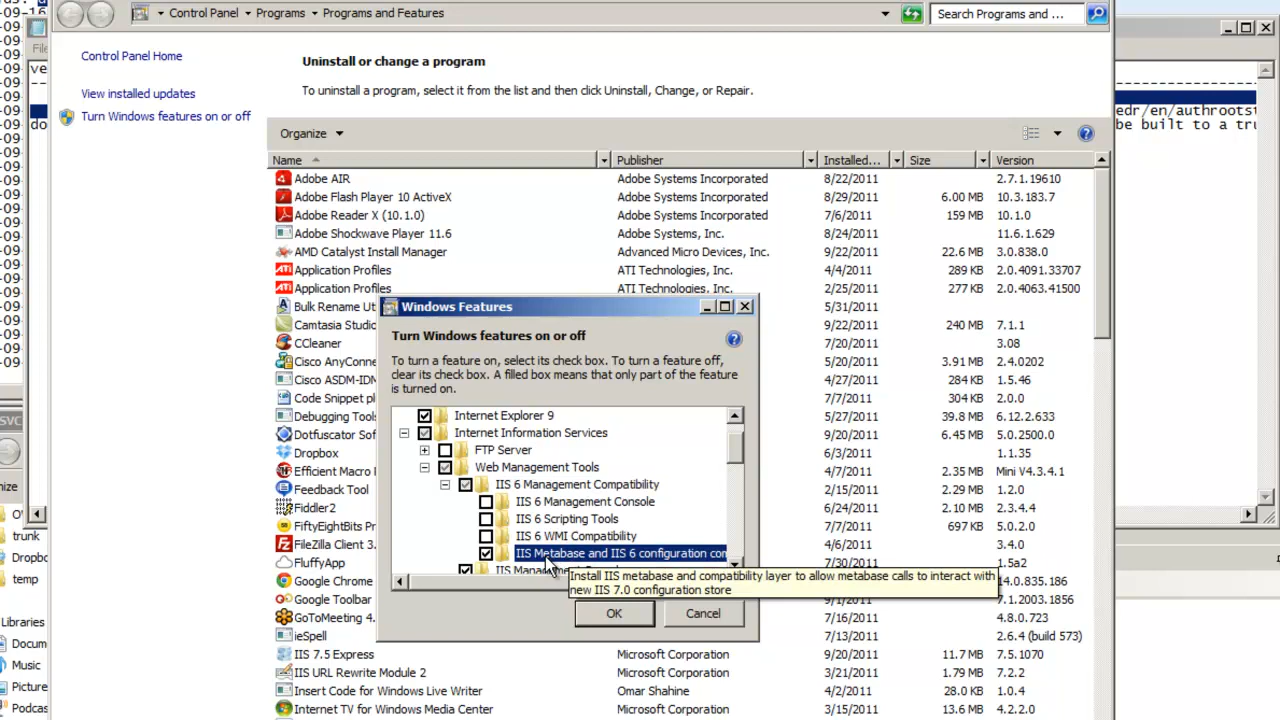 Control Panel Programs Programs and Features
Search Programs and ...
Control Panel Home
View installed updates
Turn Windows features on or off
Uninstall or change a program
To uninstall a program, select it from the list and then click Uninstall, Change, or Repair.
Organize
Name Publisher Installed... Size Version
Adobe AIR Adobe Systems Incorporated 8/22/2011 2.7.1.19610
Adobe Flash Player 10 ActiveX Adobe Systems Incorporated 8/29/2011 6.00 MB 10.3.183.7
Adobe Reader X (10.1.0) Adobe Systems Incorporated 7/6/2011 159 MB 10.1.0
Adobe Shockwave Player 11.6 Adobe Systems, Inc. 8/24/2011 11.6.1.629
AMD Catalyst Install Manager Advanced Micro Devices, Inc. 9/22/2011 22.6 MB 3.0.838.0
Application Profiles ATI Technologies, Inc. 4/4/2011 289 KB 2.0.4091.33707
Application Profiles ATI Technologies, Inc. 2/25/2011 277 KB 2.0.4063.41500
Bulk Rename Ut 5/31/2011
Camtasia Studio 9/22/2011 240 MB 7.1.1
CCleaner 7/20/2011 3.08
Cisco AnyConne 5/20/2011 3.91 MB 2.4.0202
Cisco ASDM-IDM 4/27/2011 284 KB 1.5.46
Code Snippet pl 7/7/2011 304 KB 2.0.0
Debugging Tools 5/27/2011 39.8 MB 6.12.2.633
Dotfuscator Sof 9/20/2011 6.45 MB 5.0.2500.0
Dropbox 6/3/2011 1.1.35
Efficient Macro 4/7/2011 2.35 MB Mini V4.3.4.1
Feedback Tool 2/15/2011 2.29 MB 1.2.0
Fiddler2 6/24/2011 2.10 MB 2.3.4.4
FiftyEightBits Pr 7/7/2011 697 KB 5.0.2.0
FileZilla Client 3. 6/4/2011 3.4.0
FluffyApp 7/5/2011 1.5a2
Google Chrome 14.0.835.186
Google Toolbar 7.1.2003.1856
GoToMeeting 4. 7/16/2011 4.8.0.723
ieSpell 7/13/2011 2.6.4 (build 573)
IIS 7.5 Express Microsoft Corporation 9/20/2011 11.7 MB 7.5.1070
IIS URL Rewrite Module 2 Microsoft Corporation 3/21/2011 1.79 MB 7.2.2
Insert Code for Windows Live Writer Omar Shahine 4/2/2011 28.0 KB 1.0.4
Internet TV for Windows Media Center Microsoft Corporation 3/15/2011 13.6 MB 4.2.2.0
Windows Features
Turn Windows features on or off
To turn a feature on, select its check box. To turn a feature off,
clear its check box. A filled box means that only part of the feature
is turned on.
Internet Explorer 9
Internet Information Services
FTP Server
Web Management Tools
IIS 6 Management Compatibility
IIS 6 Management Console
IIS 6 Scripting Tools
IIS 6 WMI Compatibility
IIS Metabase and IIS 6 configuration com
Install IIS metabase and compatibility layer to allow metabase calls to interact with
new IIS 7.0 configuration store
OK Cancel
edr/en/authrootst
be built to a tru
trunk
Dropbo
temp
Libraries
Docum
Music
Picture
Podcas